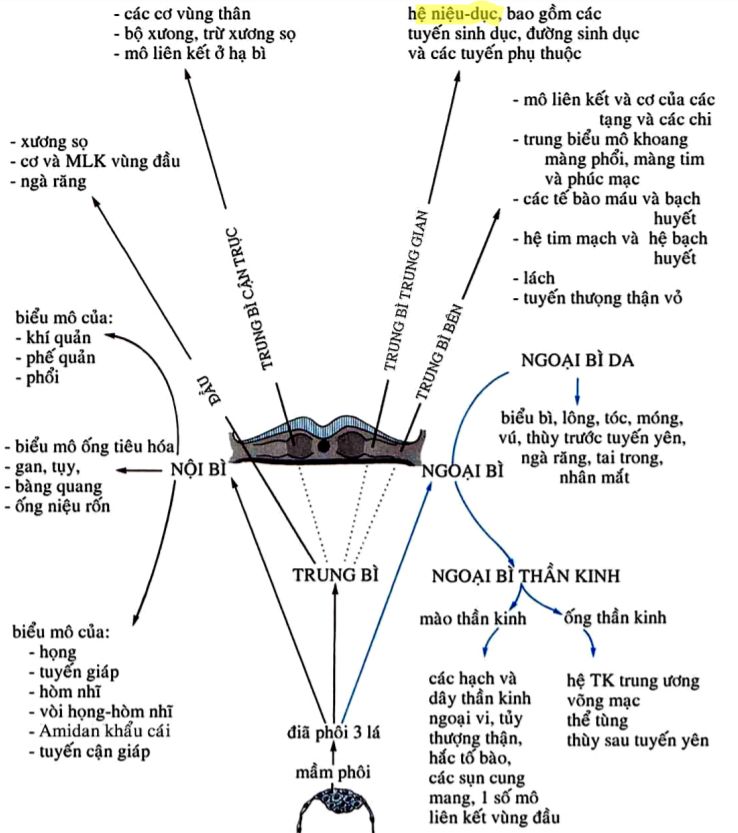 - các cơ vùng thân
- bộ xương, trừ xương sọ
- mô liên kết ở hạ bì
hệ niệu-dục, bao gồm các
tuyến sinh dục, đường sinh dục
và các tuyến phụ thuộc
- mô liên kết và cơ của các
tạng và các chi
- trung biểu mô khoang
màng phổi, màng tim
và phúc mạc
- các tế bào máu và bạch
huyết
- hệ tim mạch và hệ bạch
huyết
- lách
- tuyến thượng thận vỏ
- xương sọ
- cơ và MLK vùng đầu
- ngà răng
TRUNG BÌ CẬN TRỤC
TRUNG BÌ TRUNG GIAN
TRUNG BÌ BÊN
ĐẦU
biểu mô của:
- khí quản
- phế quản
- phổi
NGOẠI BÌ DA
biểu bì, lông, tóc, móng,
vú, thùy trước tuyến yên,
ngà răng, tai trong,
nhân mắt
- biểu mô ống tiêu hóa
- gan, tụy,
- bàng quang
- ống niệu rốn
NỘI BÌ
NGOẠI BÌ
TRUNG BÌ
NGOẠI BÌ THẦN KINH
mào thần kinh
ống thần kinh
biểu mô của:
- họng
- tuyến giáp
- hòm nhĩ
- vòi họng-hòm nhĩ
- Amidan khẩu cái
- tuyến cận giáp
các hạch và
dây thần kinh
ngoại vi, tủy
thượng thận,
hắc tố bào,
các sụn cung
mang, 1 số mô
liên kết vùng đầu
hệ TK trung ương
võng mạc
thể tùng
thùy sau tuyến yên
điã phôi 3 lá
mầm phôi